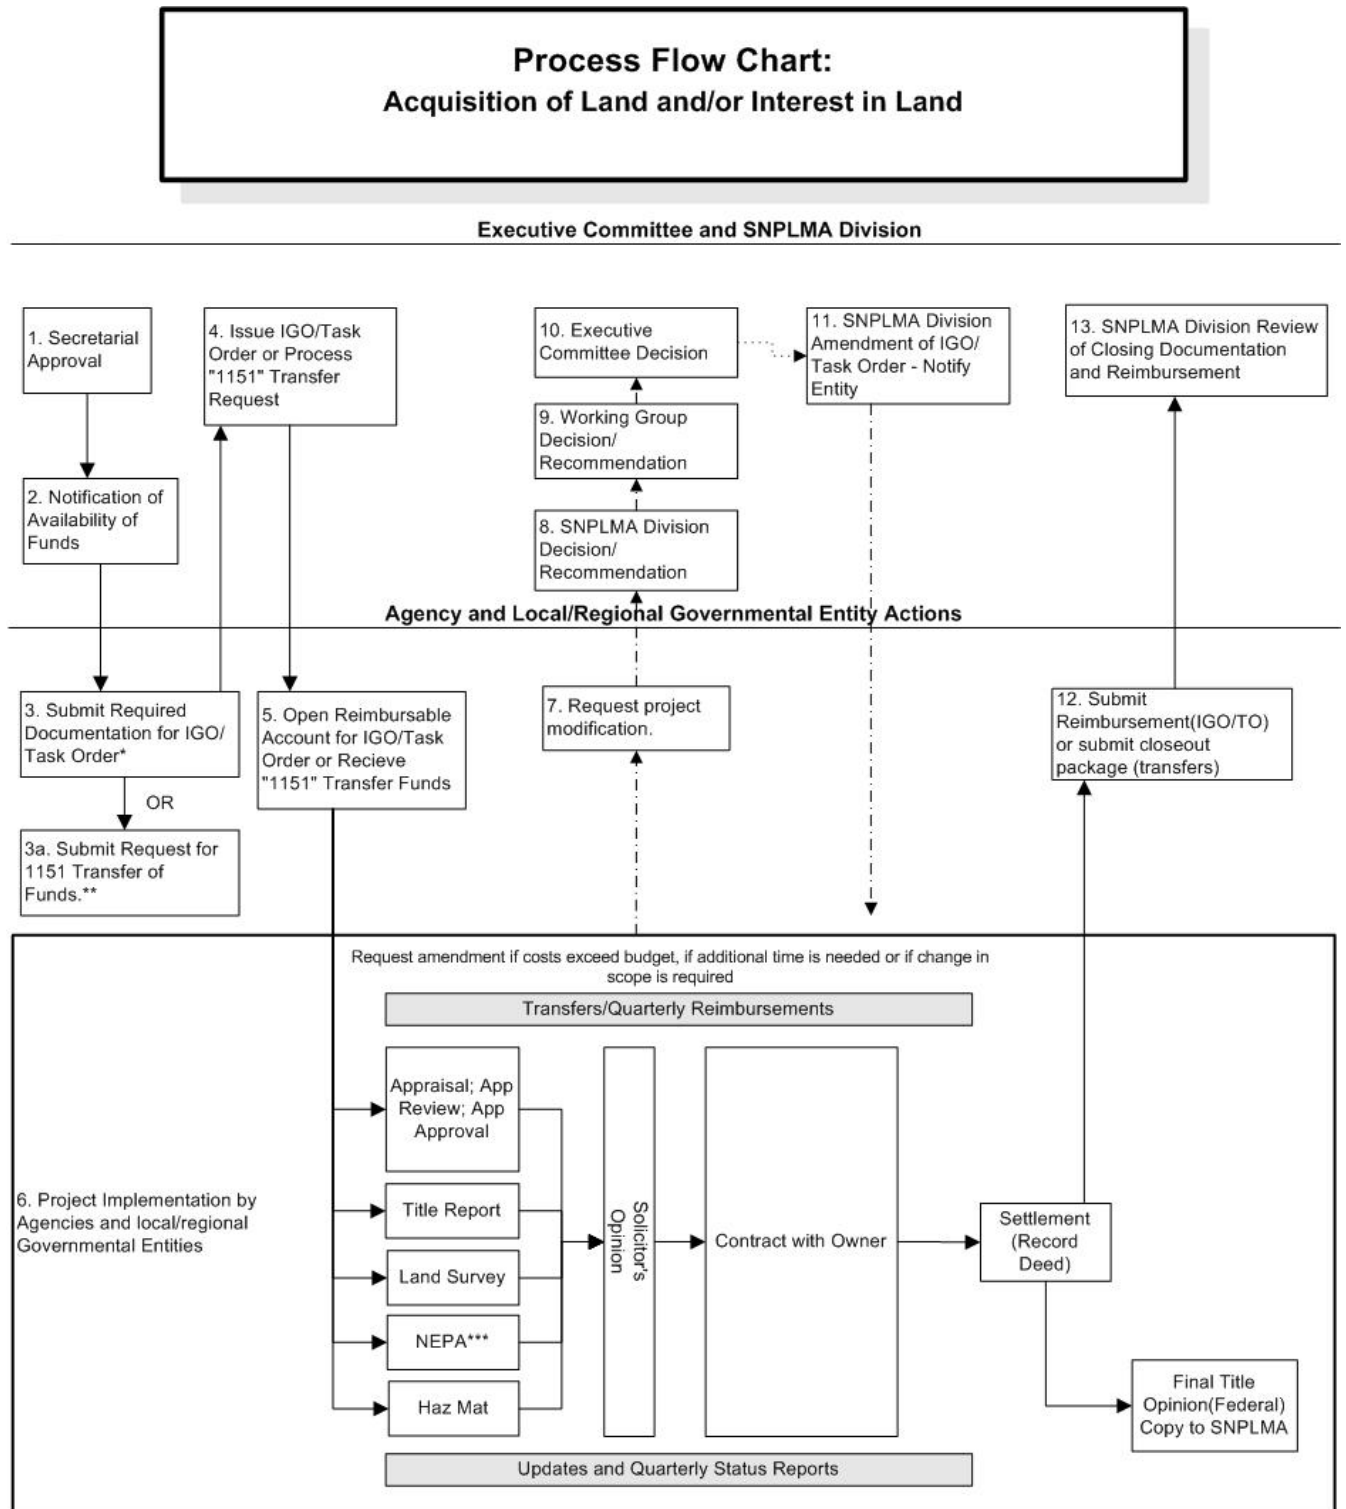 Process Flow Chart:
Acquisition of Land and/or Interest in Land
Executive Committee and SNPLMA Division
1. Secretarial
Approval
4. Issue IGO/Task
Order or Process
"1151" Transfer
Request
10. Executive
Committee Decision
11. SNPLMA Division
Amendment of IGO/
Task Order - Notify
Entity
13. SNPLMA Division Review
of Closing Documentation
and Reimbursement
9. Working Group
Decision/
Recommendation
2. Notification of
Availability of
Funds
8. SNPLMA Division
Decision/
Recommendation
Agency and Local/Regional Governmental Entity Actions
3. Submit Required
Documentation for IGO/
Task Order*
OR
3a. Submit Request for
1151 Transfer of
Funds.**
5. Open Reimbursable
Account for IGO/Task
Order or Recieve
"1151" Transfer Funds
7. Request project
modification.
12. Submit
Reimbursement(IGO/TO)
or submit closeout
package (transfers)
Request amendment if costs exceed budget, if additional time is needed or if change in
scope is required
Transfers/Quarterly Reimbursements
6. Project Implementation by
Agencies and local/regional
Governmental Entities
Appraisal; App
Review; App
Approval
Title Report
Land Survey
NEPA***
Haz Mat
Solicitor's
Opinion
Contract with Owner
Settlement
(Record
Deed)
Final Title
Opinion(Federal)
Copy to SNPLMA
Updates and Quarterly Status Reports